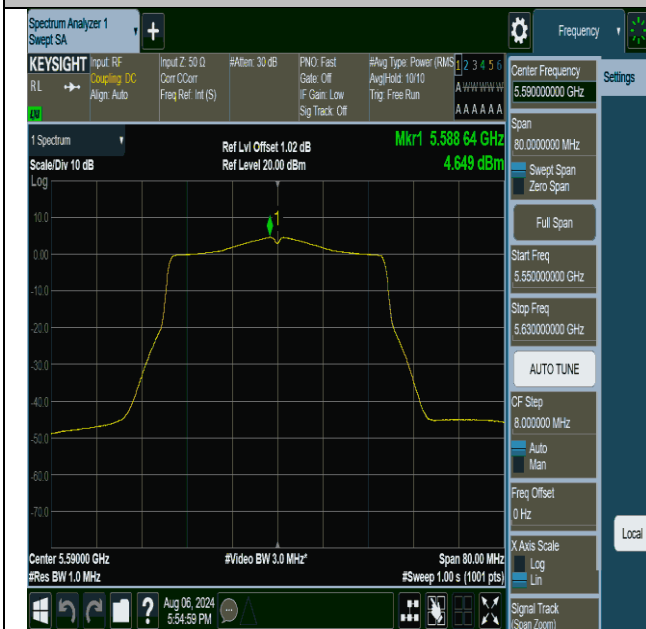 Spectrum Analyzer 1
Swept SA
+
Frequency
KEYSIGHT
RL
Input: RF
Coupling: DC
Align: Auto
Input Z: 50 Ω
Corr CCorr
Freq Ref: Int (S)
#Atten: 30 dB
PNO: Fast
Gate: Off
IF Gain: Low
Sig Track: Off
#Avg Type: Power (RMS
Avg|Hold: 10/10
Trig: Free Run
1 2 3 4 5 6
A W W W W W
A A A A A A
1 Spectrum
Scale/Div 10 dB
Log
Ref Lvl Offset 1.02 dB
Ref Level 20.00 dBm
Mkr1 5.588 64 GHz
4.649 dBm
1
10.0
0.00
-10.0
-20.0
-30.0
-40.0
-50.0
-60.0
-70.0
Center 5.59000 GHz
#Res BW 1.0 MHz
#Video BW 3.0 MHz*
Span 80.00 MHz
#Sweep 1.00 s (1001 pts)
Center Frequency
5.590000000 GHz
Span
80.0000000 MHz
Swept Span
Zero Span
Full Span
Start Freq
5.550000000 GHz
Stop Freq
5.630000000 GHz
AUTO TUNE
CF Step
8.000000 MHz
Auto
Man
Freq Offset
0 Hz
X Axis Scale
Log
Lin
Signal Track
(Span Zoom)
Settings
Local
?
Aug 06, 2024
5:54:59 PM